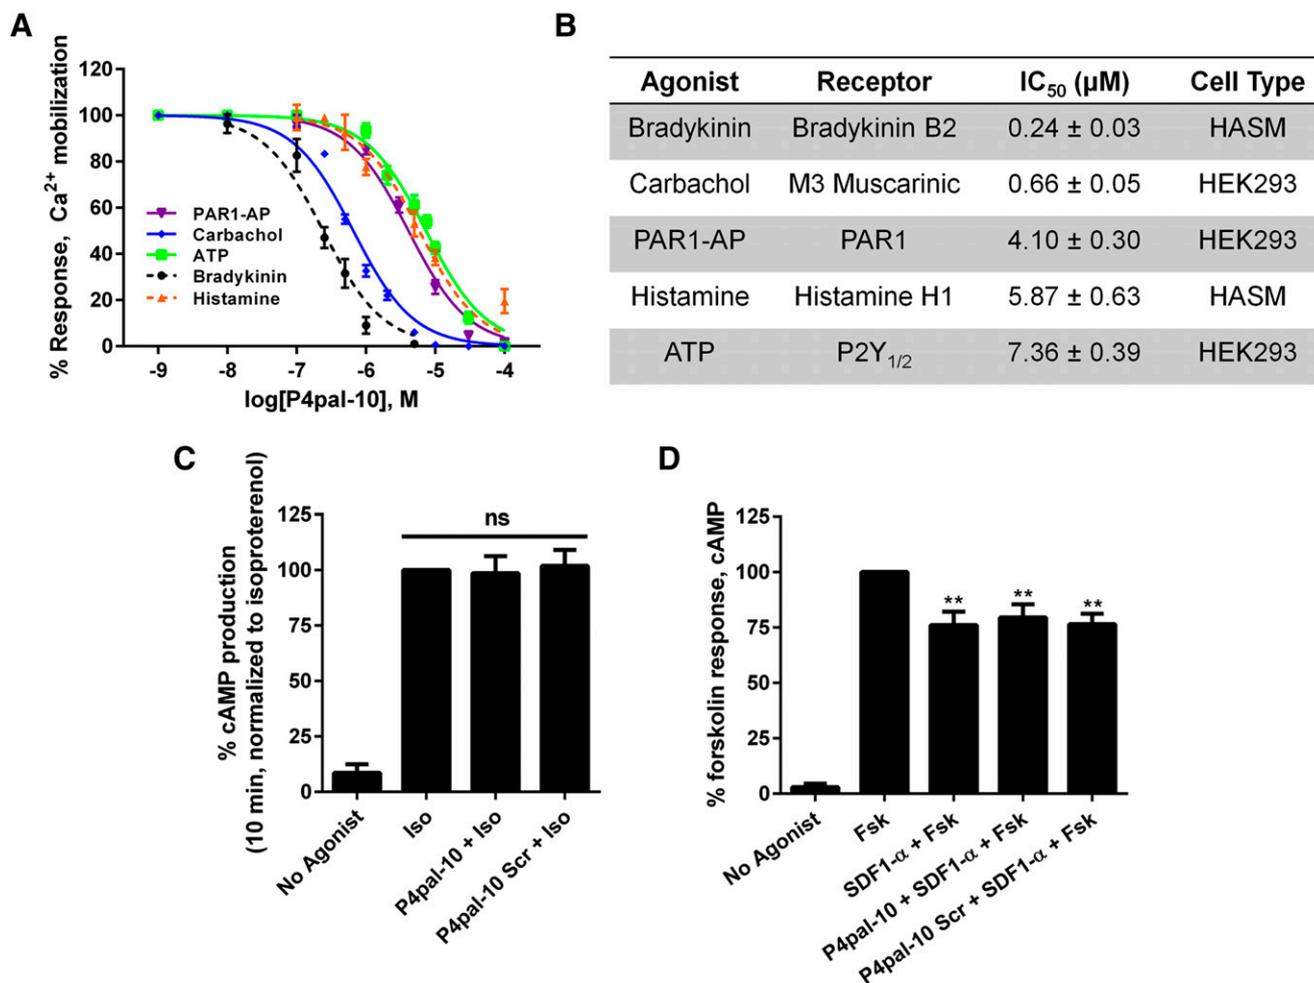 A
% Response, Ca2+ mobilization
120
100
80
60
40
20
0
PAR1-AP
Carbachol
ATP
Bradykinin
Histamine
-9 -8 -7 -6 -5 -4
log[P4pal-10], M
B
Agonist Receptor IC50 (µM) Cell Type
Bradykinin Bradykinin B2 0.24 ± 0.03 HASM
Carbachol M3 Muscarinic 0.66 ± 0.05 HEK293
PAR1-AP PAR1 4.10 ± 0.30 HEK293
Histamine Histamine H1 5.87 ± 0.63 HASM
ATP P2Y1/2 7.36 ± 0.39 HEK293
C
% cAMP production
(10 min, normalized to isoproterenol)
125
100
75
50
25
0
ns
No Agonist
Iso
P4pal-10 + Iso
P4pal-10 Scr + Iso
D
% forskolin response, cAMP
125
100
75
50
25
0
** ** **
No Agonist
Fsk
SDF1-α + Fsk
P4pal-10 + SDF1-α + Fsk
P4pal-10 Scr + SDF1-α + Fsk